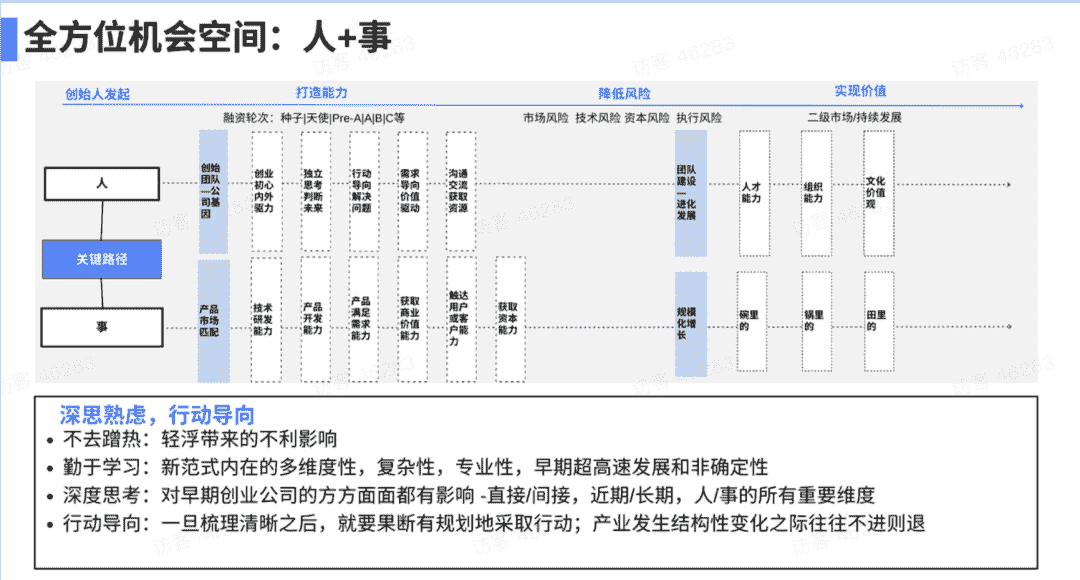 全方位机会空间：人+事
创始人发起
打造能力
降低风险
实现价值
融资轮次：种子|天使|Pre-A|A|B|C等
市场风险 技术风险 资本风险 执行风险
二级市场/持续发展
人
关键路径
事
创始
团队
—公
司基
因
创业
初心
内外
驱力
独立
思考
判断
未来
行动
导向
解决
问题
需求
导向
价值
驱动
沟通
交流
获取
资源
团队
建设
—
进化
发展
人才
能力
组织
能力
文化
价值
观
产品
市场
匹配
技术
研发
能力
产品
开发
能力
产品
满足
需求
能力
获取
商业
价值
能力
触达
用户
或客
户能
力
获取
资本
能力
规模
化增
长
碗里
的
锅里
的
田里
的
深思熟虑，行动导向
• 不去蹭热：轻浮带来的不利影响
• 勤于学习：新范式内在的多维度性，复杂性，专业性，早期超高速发展和非确定性
• 深度思考：对早期创业公司的方方面面都有影响 -直接/间接，近期/长期，人/事的所有重要维度
• 行动导向：一旦梳理清晰之后，就要果断有规划地采取行动；产业发生结构性变化之际往往不进则退
访客 46283